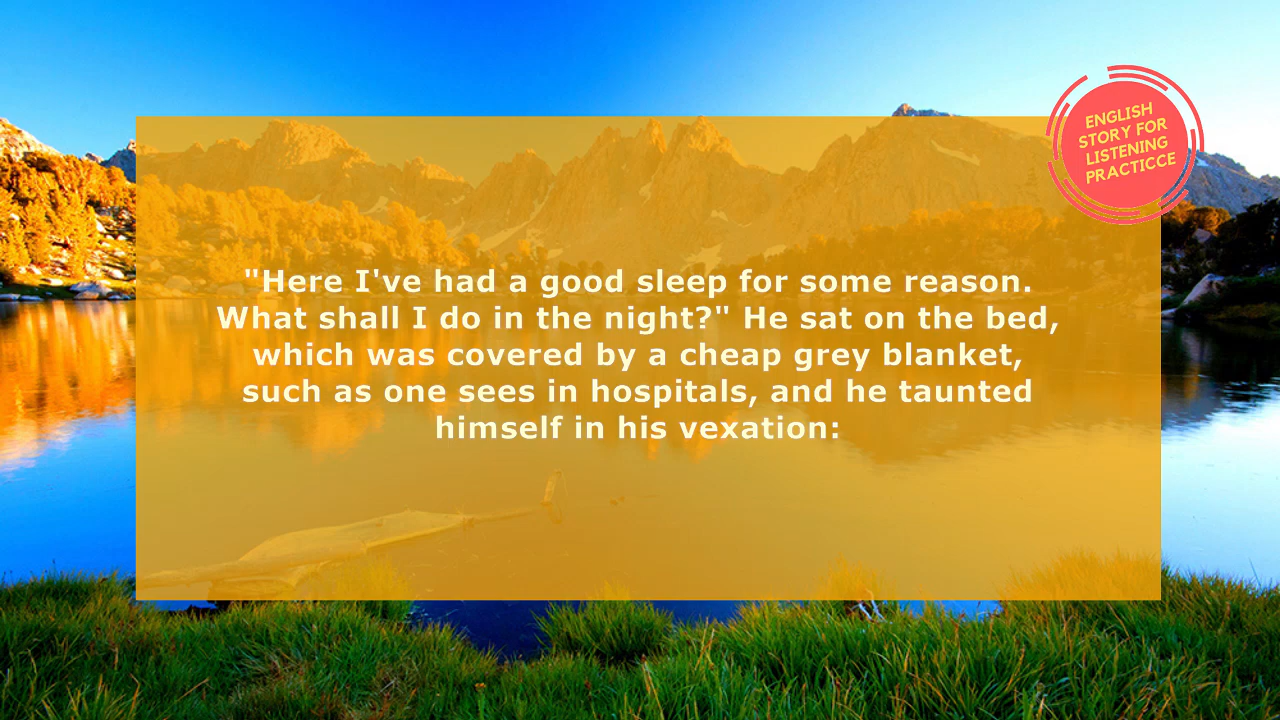 ENGLISH
STORY FOR
LISTENING
PRACTICCE
"Here I've had a good sleep for some reason.
What shall I do in the night?" He sat on the bed,
which was covered by a cheap grey blanket,
such as one sees in hospitals, and he taunted
himself in his vexation: